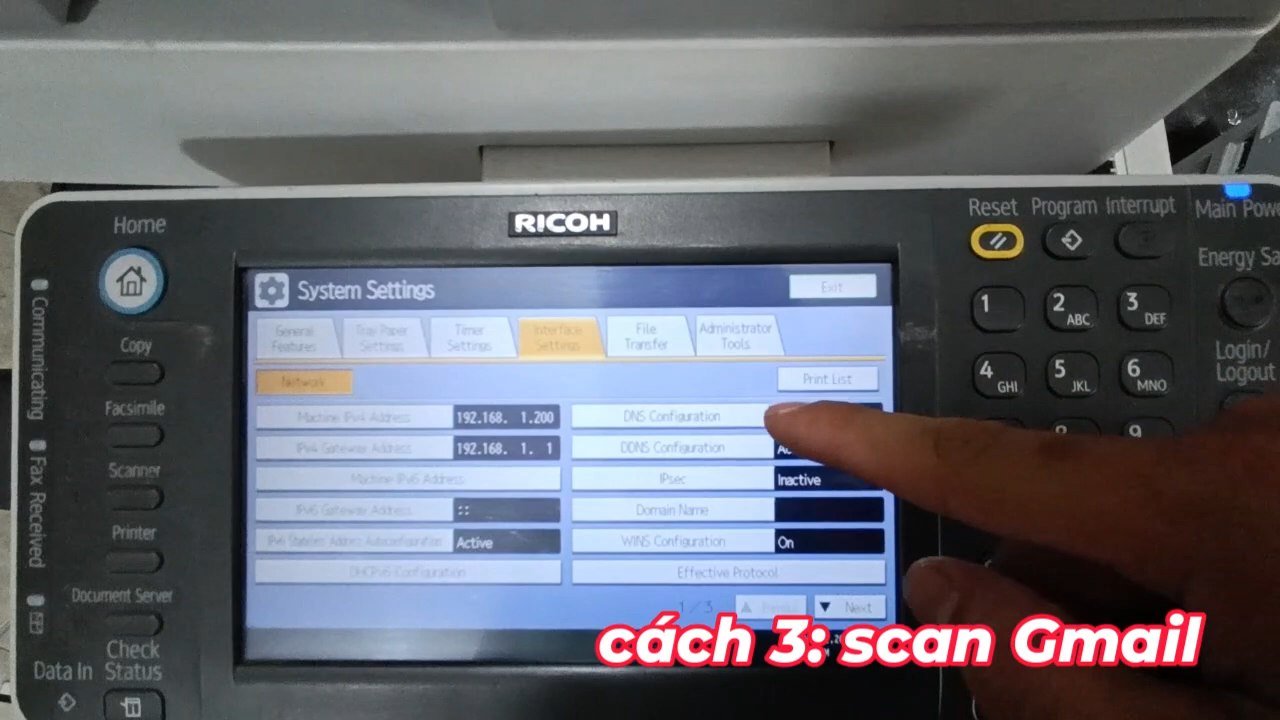 RICOH
Home
Reset
Program
Interrupt
Main Pow
Energy Sa
Login/
Logout
Communicating
Fax Received
Copy
Facsimile
Scanner
Printer
Document Server
Check
Status
Data In
1
2 ABC
3 DEF
4 GHI
5 JKL
6 MNO
8
9
System Settings
Exit
General
Features
Tray Paper
Settings
Timer
Settings
Interface
Settings
File
Transfer
Administrator
Tools
Network
Print List
Machine IPv4 Address 192.168. 1.200
DNS Configuration
IPv4 Gateway Address 192.168. 1. 1
DDNS Configuration
Machine IPv6 Address
IPsec Inactive
IPv6 Gateway Address ::
Domain Name
IPv6 Stateless Address Autoconfiguration Active
WINS Configuration On
DHCPv6 Configuration
Effective Protocol
1/3
▼ Next
cách 3: scan Gmail